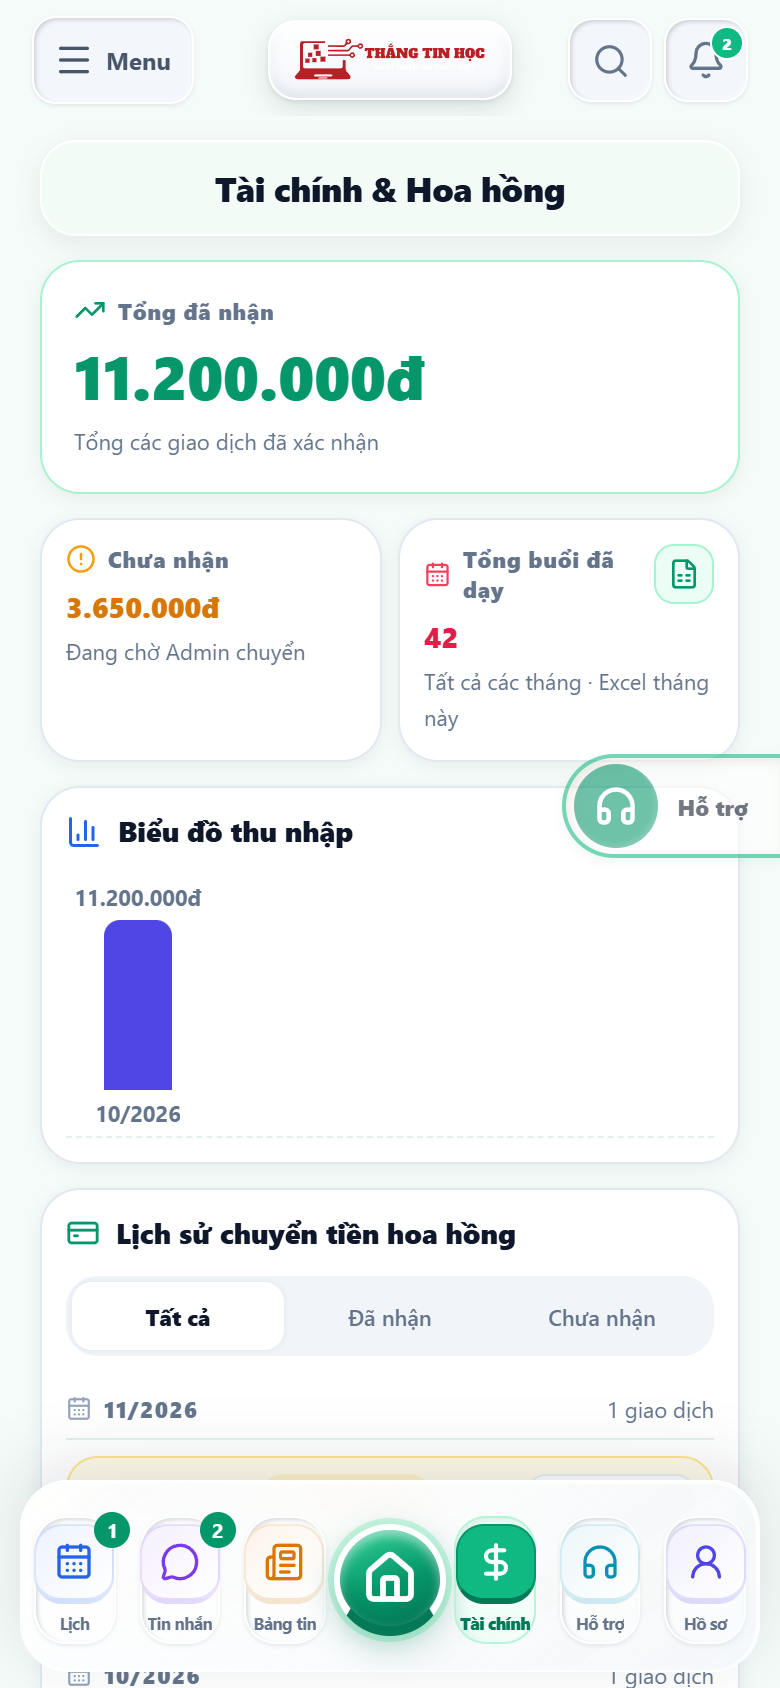 Menu
THẮNG TIN HỌC
2
Tài chính & Hoa hồng
Tổng đã nhận
11.200.000đ
Tổng các giao dịch đã xác nhận
Chưa nhận
3.650.000đ
Đang chờ Admin chuyển
Tổng buổi đã
dạy
42
Tất cả các tháng · Excel tháng
này
Hỗ trợ
Biểu đồ thu nhập
11.200.000đ
10/2026
Lịch sử chuyển tiền hoa hồng
Tất cả
Đã nhận
Chưa nhận
11/2026
1 giao dịch
1
2
Lịch
Tin nhắn
Bảng tin
Tài chính
Hỗ trợ
Hồ sơ
10/2026
1 giao dịch